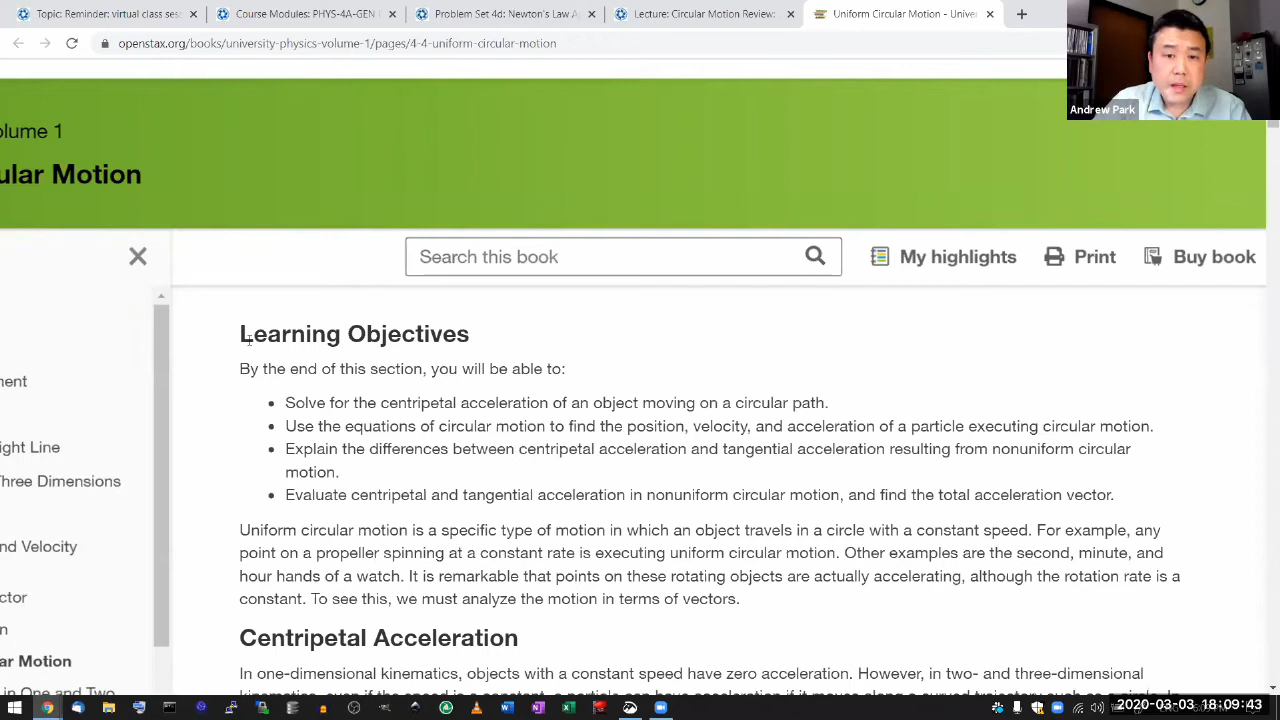 Topic: Reminder: virtual class ses
Course Modules: PHYS-4A-GEN
Problem Set 4d: Newton's Law A
Lecture: Circular Motion Review:
Uniform Circular Motion - Unive
openstax.org/books/university-physics-volume-1/pages/4-4-uniform-circular-motion
Andrew Park
olume 1
ular Motion
Search this book
My highlights
Print
Buy book
ment
ight Line
hree Dimensions
nd Velocity
ctor
n
ar Motion
in One and Two
Learning Objectives
By the end of this section, you will be able to:
Solve for the centripetal acceleration of an object moving on a circular path.
Use the equations of circular motion to find the position, velocity, and acceleration of a particle executing circular motion.
Explain the differences between centripetal acceleration and tangential acceleration resulting from nonuniform circular
motion.
Evaluate centripetal and tangential acceleration in nonuniform circular motion, and find the total acceleration vector.
Uniform circular motion is a specific type of motion in which an object travels in a circle with a constant speed. For example, any
point on a propeller spinning at a constant rate is executing uniform circular motion. Other examples are the second, minute, and
hour hands of a watch. It is remarkable that points on these rotating objects are actually accelerating, although the rotation rate is a
constant. To see this, we must analyze the motion in terms of vectors.
Centripetal Acceleration
In one-dimensional kinematics, objects with a constant speed have zero acceleration. However, in two- and three-dimensional
2020-03-03 18:09:43